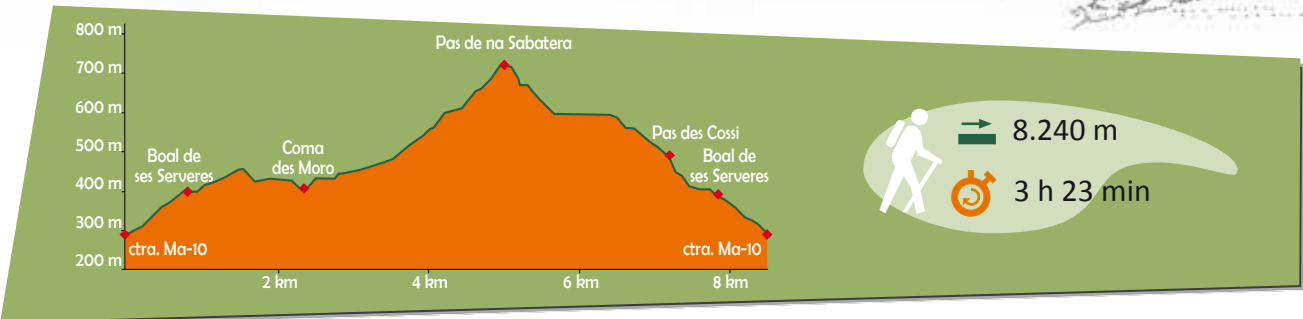 800 m
700 m
600 m
500 m
400 m
300 m
200 m
Pas de na Sabatera
Boal de
ses Serveres
Coma
des Moro
Pas des Cossi
Boal de
ses Serveres
ctra. Ma-10
ctra. Ma-10
2 km
4 km
6 km
8 km
8.240 m
3 h 23 min